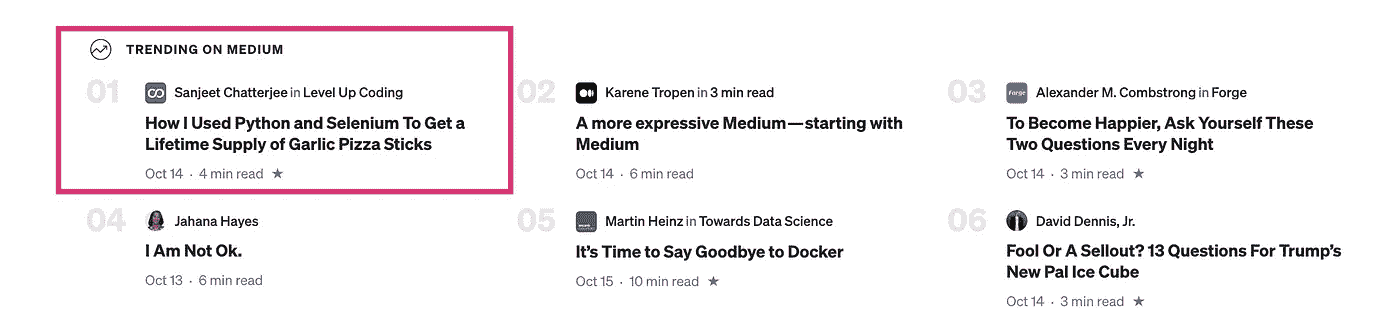 TRENDING ON MEDIUM
01
Sanjeet Chatterjee in Level Up Coding
How I Used Python and Selenium To Get a
Lifetime Supply of Garlic Pizza Sticks
Oct 14 · 4 min read ★
02
Karene Tropen in 3 min read
A more expressive Medium — starting with
Medium
Oct 14 · 6 min read
03
Forge
Alexander M. Combstrong in Forge
To Become Happier, Ask Yourself These
Two Questions Every Night
Oct 14 · 3 min read ★
04
Jahana Hayes
I Am Not Ok.
Oct 13 · 6 min read
05
Martin Heinz in Towards Data Science
It’s Time to Say Goodbye to Docker
Oct 15 · 10 min read ★
06
David Dennis, Jr.
Fool Or A Sellout? 13 Questions For Trump’s
New Pal Ice Cube
Oct 14 · 3 min read ★